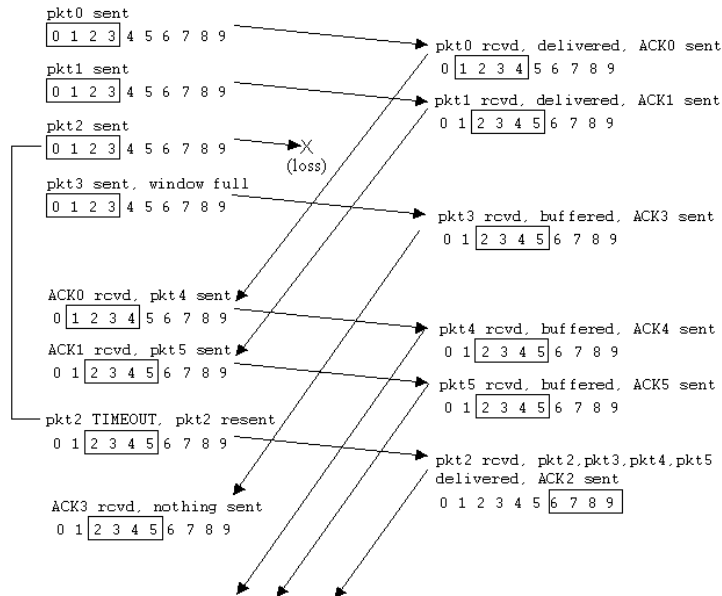 pkt0 sent
0 1 2 3 4 5 6 7 8 9
pkt1 sent
0 1 2 3 4 5 6 7 8 9
pkt2 sent
0 1 2 3 4 5 6 7 8 9
X
(loss)
pkt3 sent, window full
0 1 2 3 4 5 6 7 8 9
ACK0 rcvd, pkt4 sent
0 1 2 3 4 5 6 7 8 9
ACK1 rcvd, pkt5 sent
0 1 2 3 4 5 6 7 8 9
pkt2 TIMEOUT, pkt2 resent
0 1 2 3 4 5 6 7 8 9
ACK3 rcvd, nothing sent
0 1 2 3 4 5 6 7 8 9
pkt0 rcvd, delivered, ACK0 sent
0 1 2 3 4 5 6 7 8 9
pkt1 rcvd, delivered, ACK1 sent
0 1 2 3 4 5 6 7 8 9
pkt3 rcvd, buffered, ACK3 sent
0 1 2 3 4 5 6 7 8 9
pkt4 rcvd, buffered, ACK4 sent
0 1 2 3 4 5 6 7 8 9
pkt5 rcvd, buffered, ACK5 sent
0 1 2 3 4 5 6 7 8 9
pkt2 rcvd, pkt2,pkt3,pkt4,pkt5
delivered, ACK2 sent
0 1 2 3 4 5 6 7 8 9